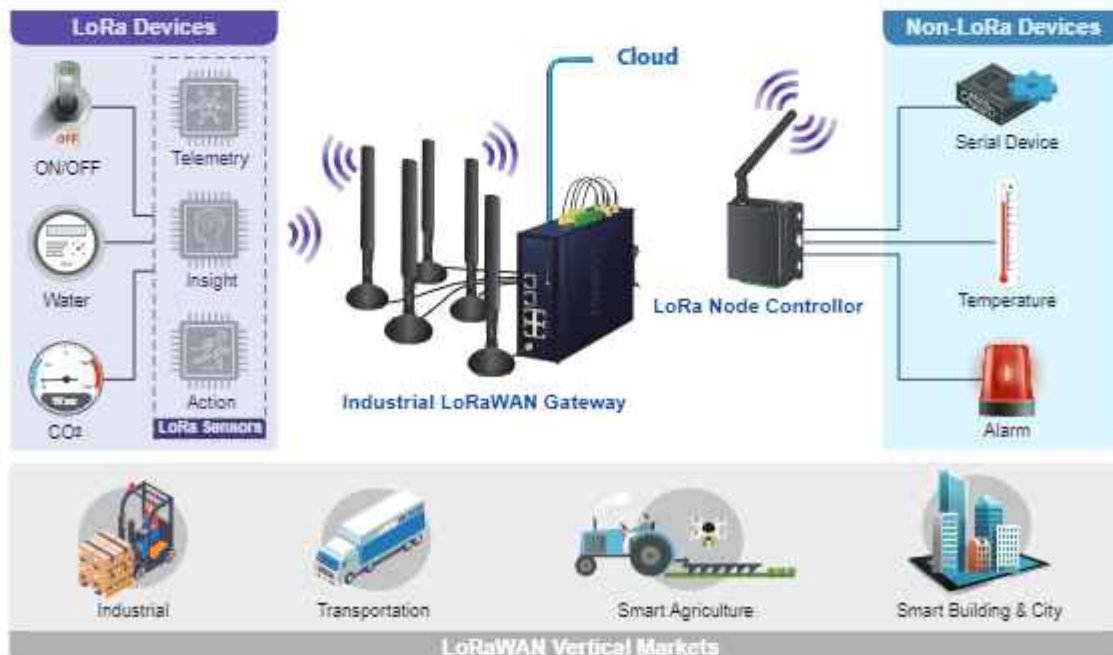 LoRa Devices
Non-LoRa Devices
Cloud
OFF
ON/OFF
Telemetry
Serial Device
Water
Insight
LoRa Node Controllor
Temperature
Industrial LoRaWAN Gateway
CO2
Action
LoRa Sensors
Alarm
Industrial
Transportation
Smart Agriculture
Smart Building & City
LoRaWAN Vertical Markets